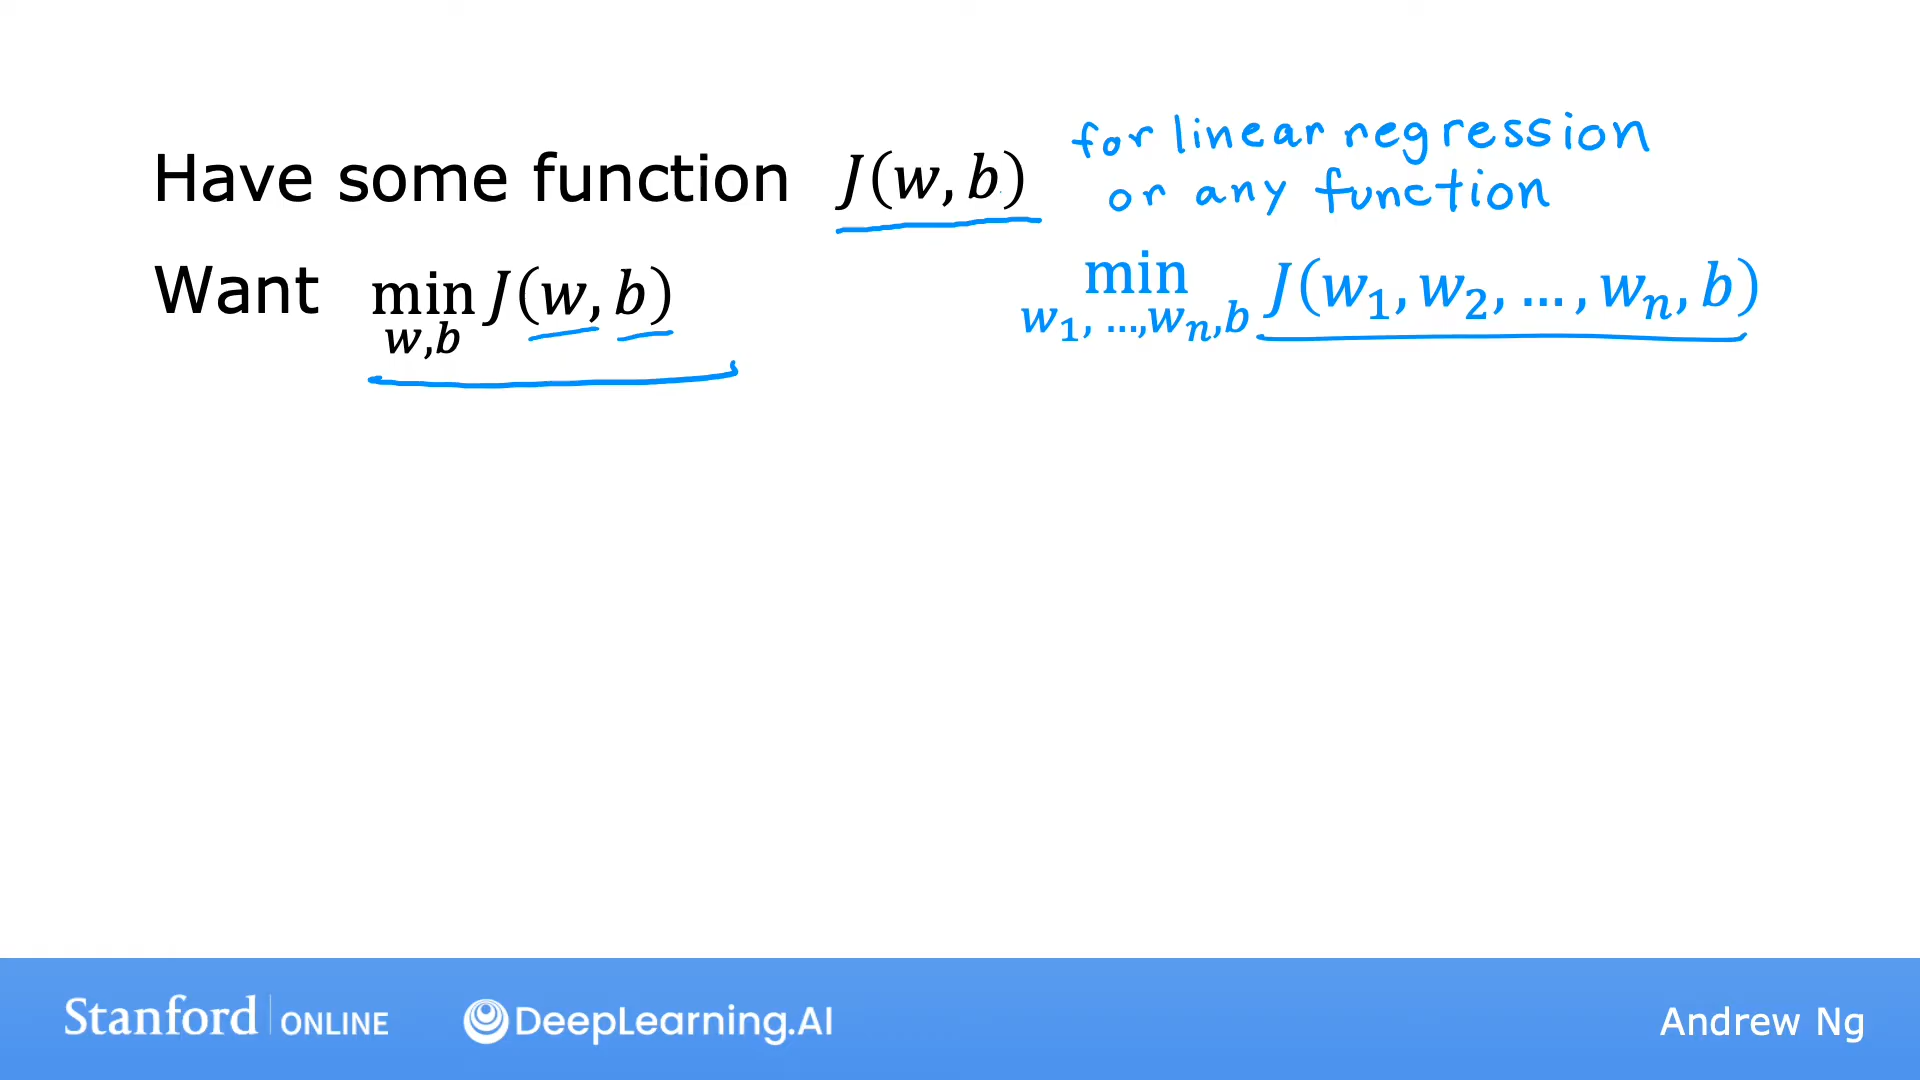 Have some function J(w, b) for linear regression
or any function
Want min J(w, b)
w,b
min J(w₁, w₂, …, wₙ, b)
w₁, …,wₙ,b
Stanford | ONLINE DeepLearning.AI Andrew Ng